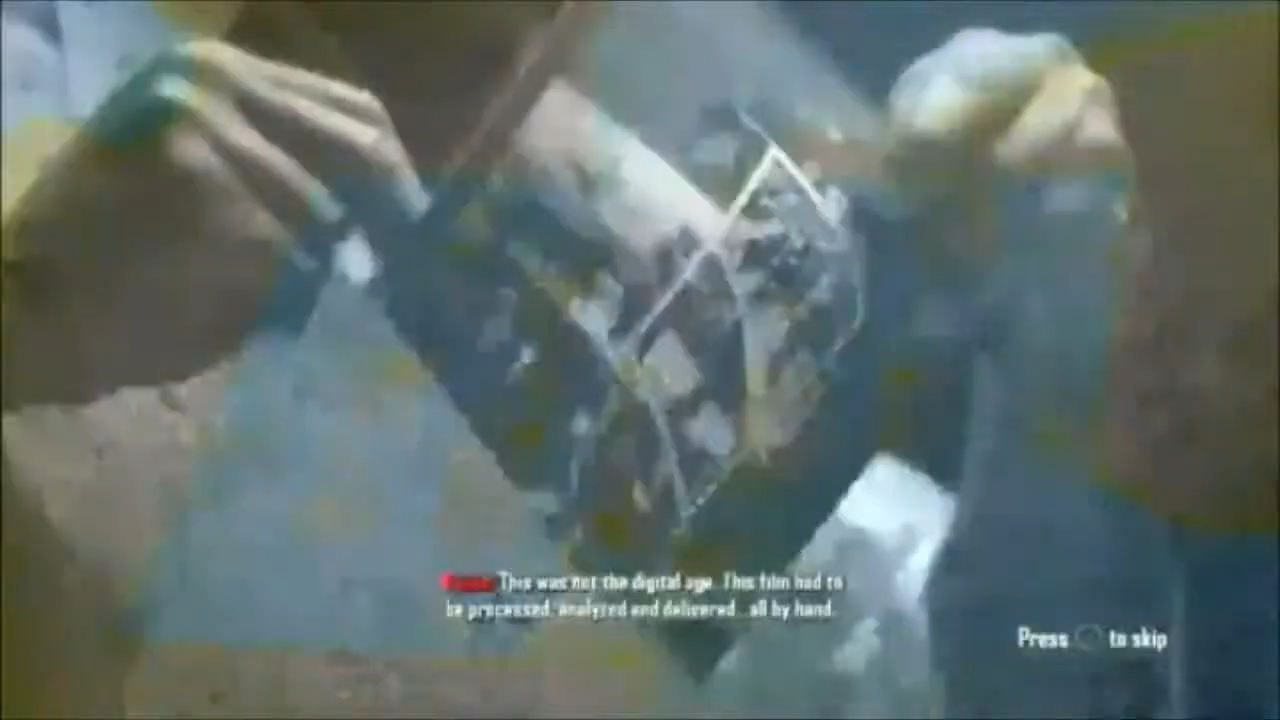 This was not the digital age. This film had to
be processed, analyzed and delivered...all by hand.
Press to skip